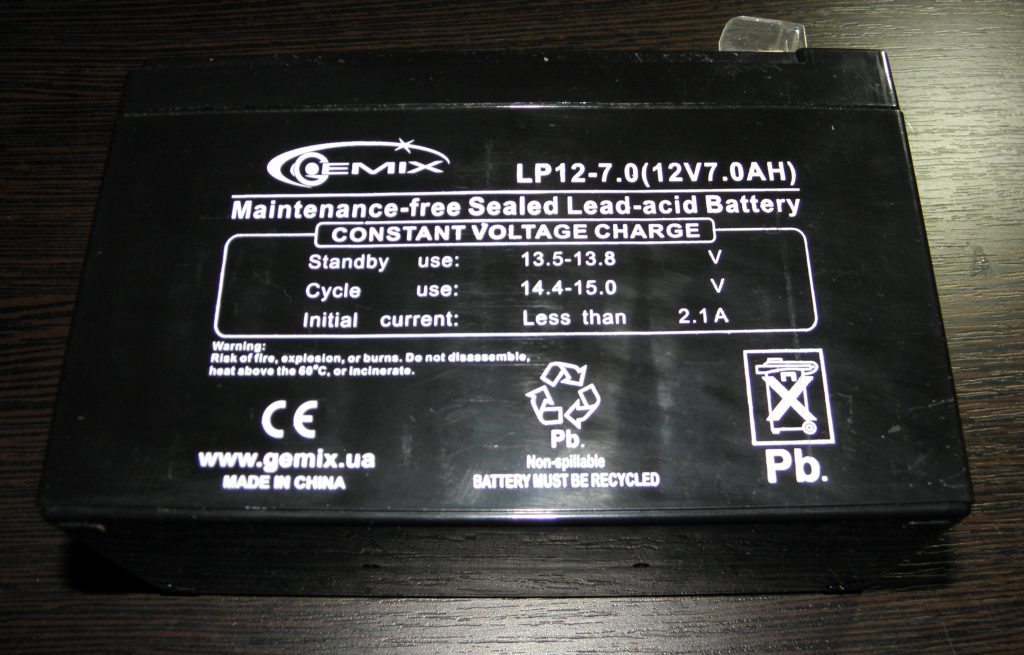 GEMIX
LP12-7.0(12V7.0AH)
Maintenance-free Sealed Lead-acid Battery
CONSTANT VOLTAGE CHARGE
Standby use: 13.5-13.8 V
Cycle use: 14.4-15.0 V
Initial current: Less than 2.1 A
Warning:
Risk of fire, explosion, or burns. Do not disassemble,
heat above the 60°C, or incinerate.
CE
www.gemix.ua
MADE IN CHINA
Pb.
Non-spillable
BATTERY MUST BE RECYCLED
Pb.